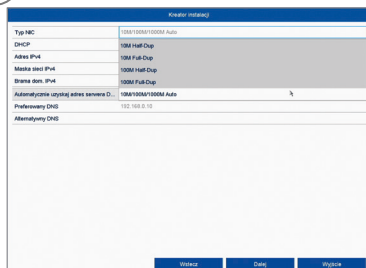 Kreator instalacji
Typ NIC 10M/100M/1000M Auto
DHCP 10M Half-Dup
Adres IPv4 10M Full-Dup
Maska sieci IPv4 100M Half-Dup
Brama dom. IPv4 100M Full-Dup
Automatycznie uzyskaj adres serwera D... 10M/100M/1000M Auto
Preferowany DNS 192.168.0.10
Alternatywny DNS
Wstecz Dalej Wyjście